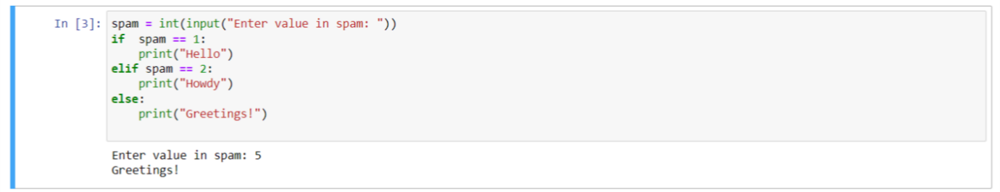 In [3]: spam = int(input("Enter value in spam: "))
if  spam == 1:
    print("Hello")
elif spam == 2:
    print("Howdy")
else:
    print("Greetings!")
Enter value in spam: 5
Greetings!